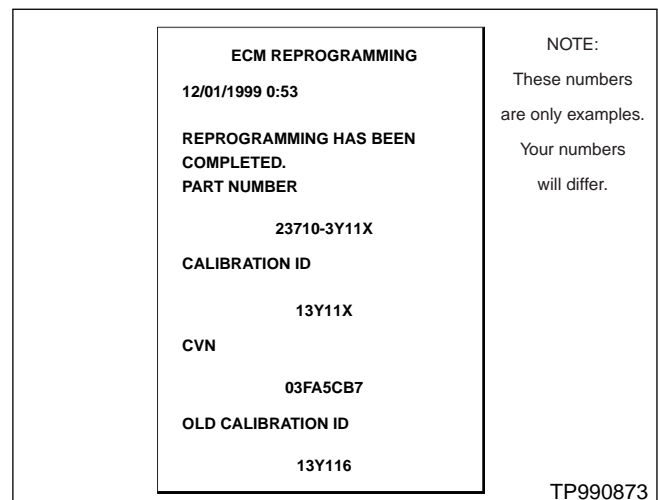 ECM REPROGRAMMING
12/01/1999 0:53
REPROGRAMMING HAS BEEN
COMPLETED.
PART NUMBER
23710-3Y11X
CALIBRATION ID
13Y11X
CVN
03FA5CB7
OLD CALIBRATION ID
13Y116
NOTE:
These numbers
are only examples.
Your numbers
will differ.
TP990873